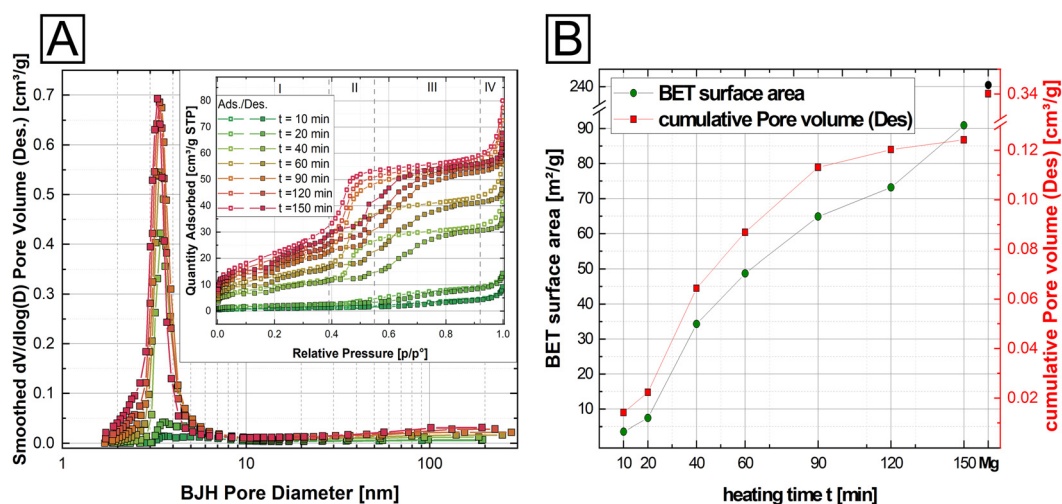 A
Smoothed dV/dlog(D) Pore Volume (Des.) [cm³/g]
0.7
0.6
0.5
0.4
0.3
0.2
0.1
0.0
1
10
100
BJH Pore Diameter [nm]
I II III IV
Quantity Adsorbed [cm³/g STP]
80
70
60
50
40
30
20
10
0
Ads./Des.
t = 10 min
t = 20 min
t = 40 min
t = 60 min
t = 90 min
t =120 min
t =150 min
0.0 0.2 0.4 0.6 0.8 1.0
Relative Pressure [p/p°]
B
BET surface area [m²/g]
240
90
80
70
60
50
40
30
20
10
BET surface area
cumulative Pore volume (Des)
0.34
0.12
0.10
0.08
0.06
0.04
0.02
cumulative Pore volume (Des) [cm³/g]
10 20 40 60 90 120 150 Mg
heating time t [min]